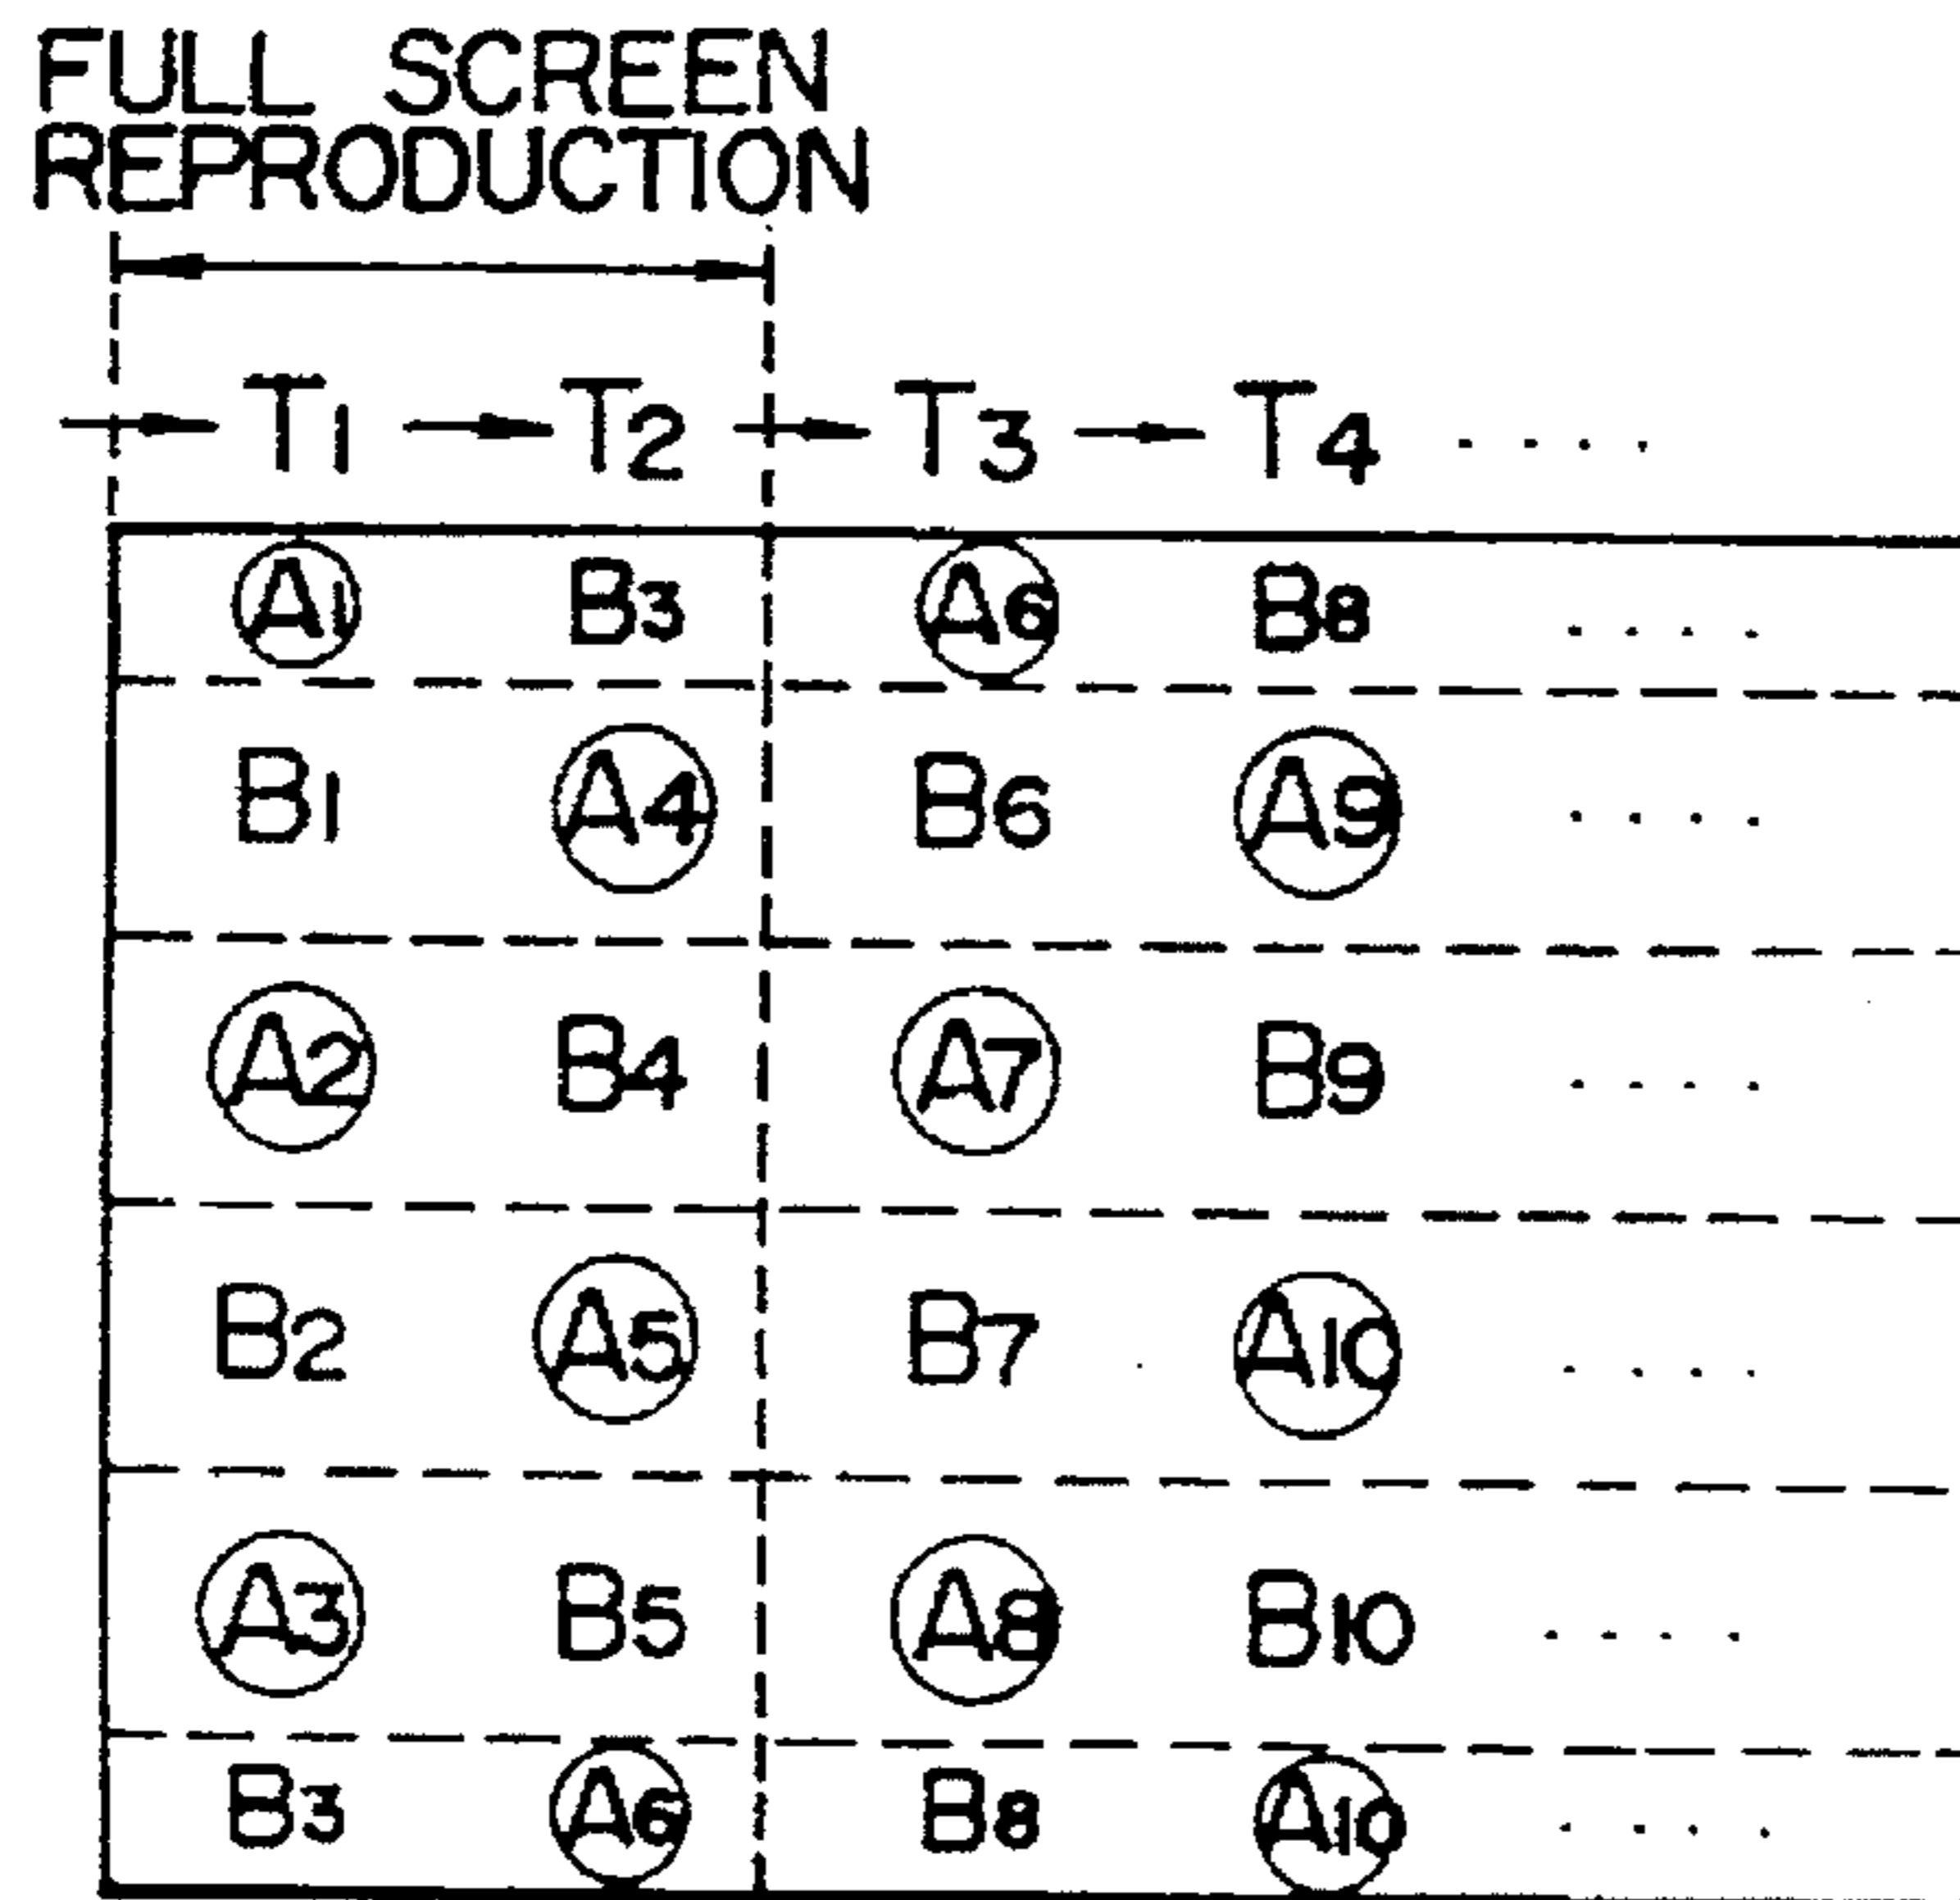 FULL SCREEN
REPRODUCTION
T1 T2 T3 T4 ....
A1 B3 A6 B8 ....
B1 A4 B6 A9 ....
A2 B4 A7 B9 ....
B2 A5 B7 A10 ....
A3 B5 A8 B10 ....
B3 A6 B8 A10 ....